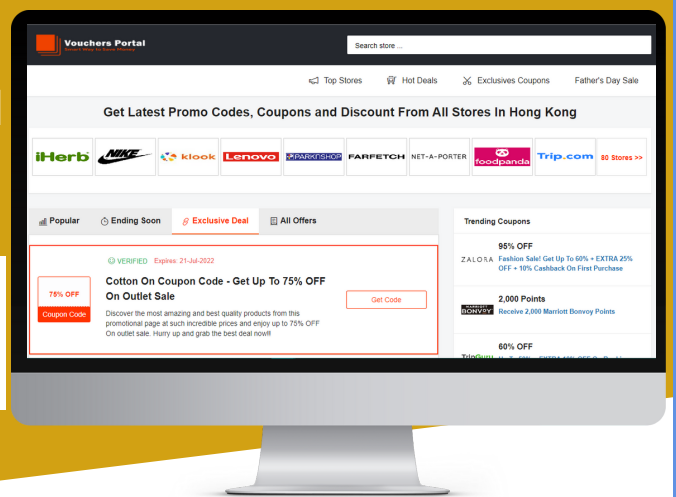 Vouchers Portal
Smart Way to Save Money
Search store ...
Top Stores
Hot Deals
Exclusives Coupons
Father's Day Sale
Get Latest Promo Codes, Coupons and Discount From All Stores In Hong Kong
iHerb
NIKE
klook
Lenovo
PARKnSHOP
FARFETCH
NET-A-PORTER
foodpanda
Trip.com
80 Stores >>
Popular
Ending Soon
Exclusive Deal
All Offers
VERIFIED Expires: 21-Jul-2022
75% OFF
Coupon Code
Cotton On Coupon Code - Get Up To 75% OFF
On Outlet Sale
Discover the most amazing and best quality products from this
promotional page at such incredible prices and enjoy up to 75% OFF
On outlet sale. Hurry up and grab the best deal now!!!
Get Code
Trending Coupons
ZALORA
95% OFF
Fashion Sale! Get Up To 60% + EXTRA 25%
OFF + 10% Cashback On First Purchase
MARRIOTT
BONVOY
2,000 Points
Receive 2,000 Marriott Bonvoy Points
TripGuru
60% OFF